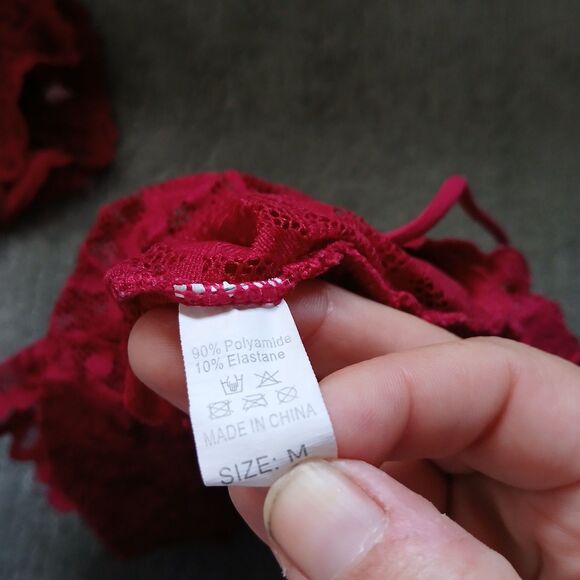 90% Polyamide
10% Elastane
MADE IN CHINA
SIZE: M